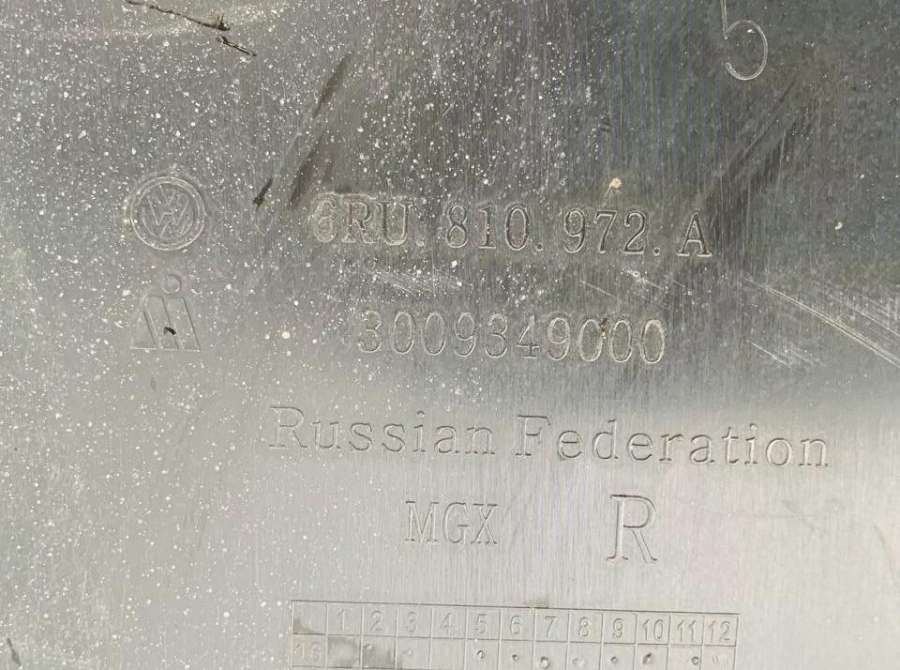 5
6RU.810.972.A
3009349000
Russian Federation
MGX R
1 2 3 4 5 6 7 8 9 10 11 12
16